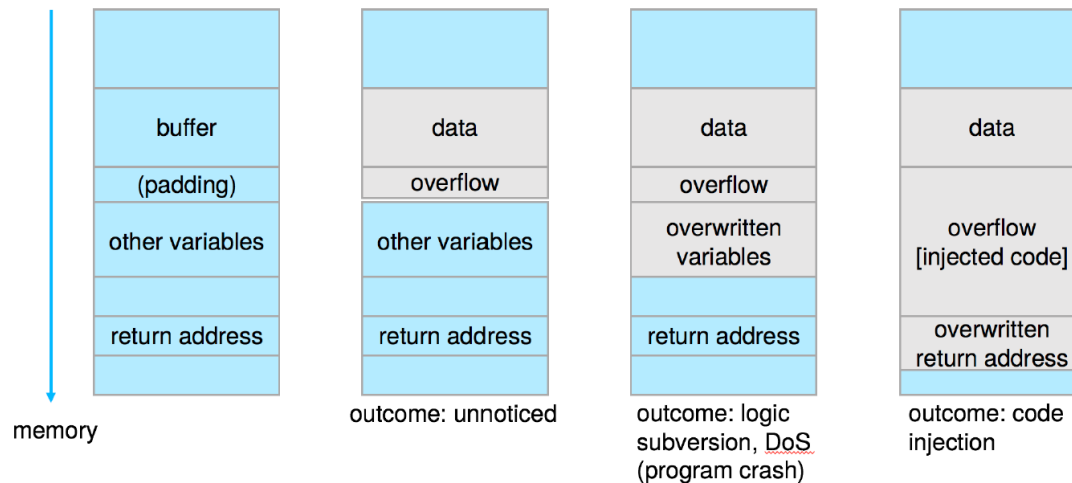 buffer
(padding)
other variables
return address
memory
data
overflow
other variables
return address
outcome: unnoticed
data
overflow
overwritten
variables
return address
outcome: logic
subversion, DoS
(program crash)
data
overflow
[injected code]
overwritten
return address
outcome: code
injection